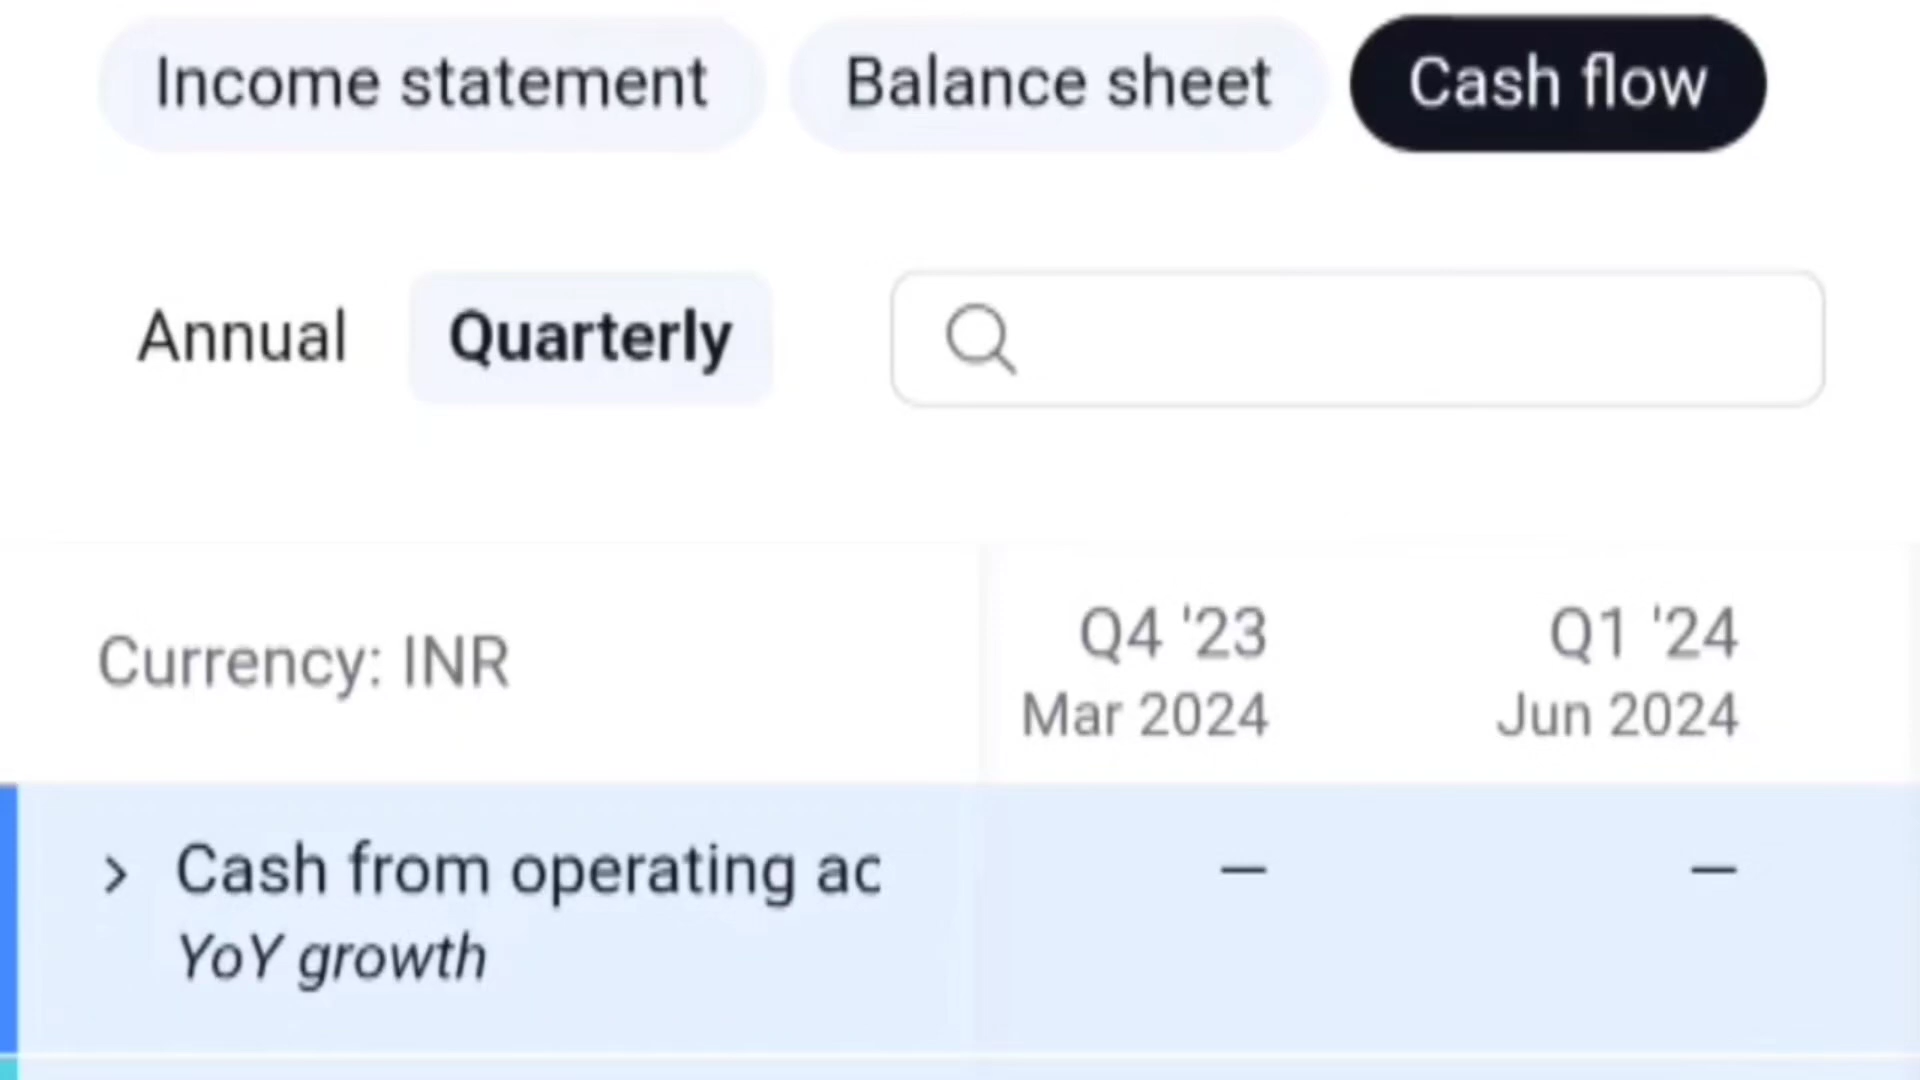 Income statement Balance sheet Cash flow
Annual Quarterly
Currency: INR Q4 '23 Q1 '24
Mar 2024 Jun 2024
Cash from operating ac — —
YoY growth